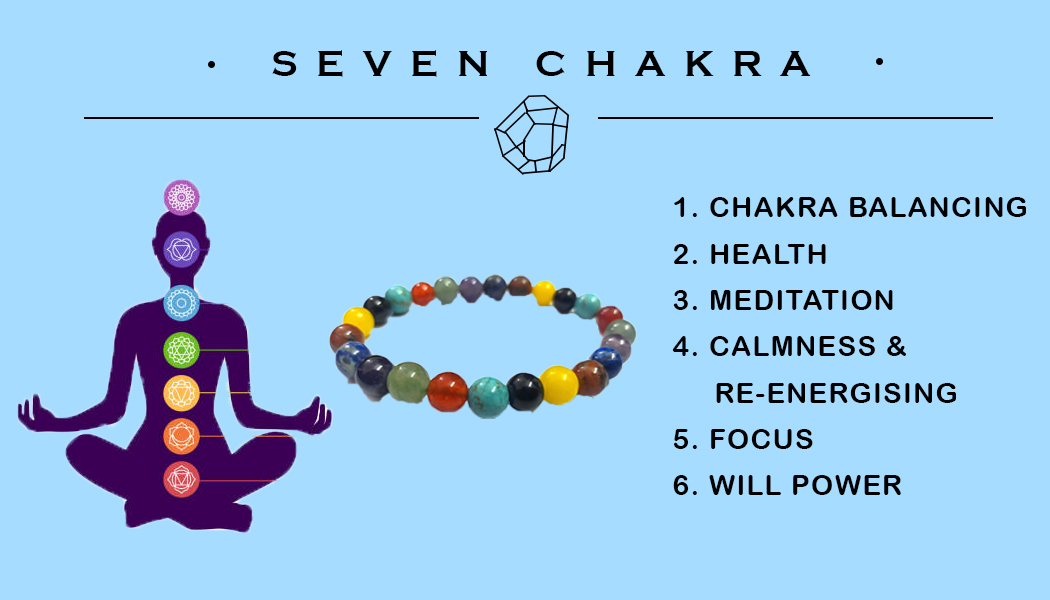 • SEVEN CHAKRA •
1. CHAKRA BALANCING
2. HEALTH
3. MEDITATION
4. CALMNESS &
RE-ENERGISING
5. FOCUS
6. WILL POWER